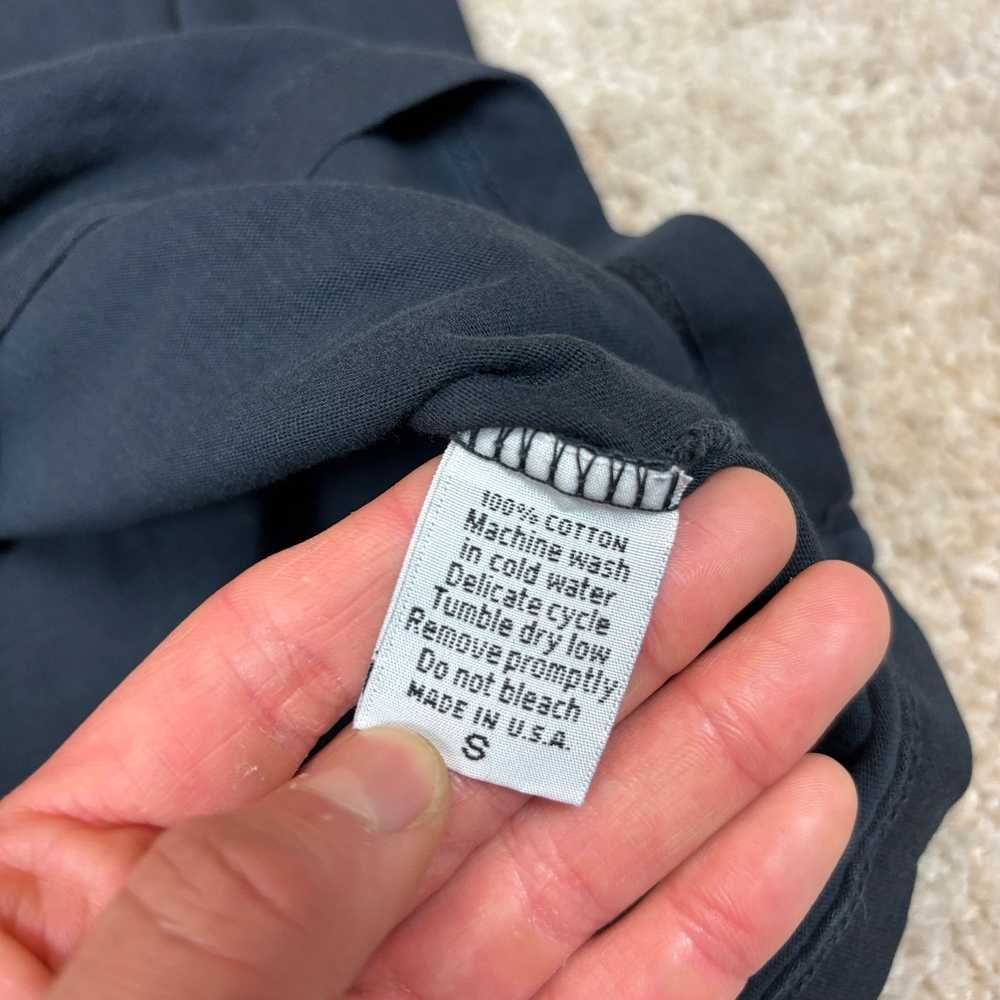 100% COTTON
Machine wash
in cold water
Delicate cycle
Tumble dry low
Remove promptly
Do not bleach
MADE IN U.S.A.
S